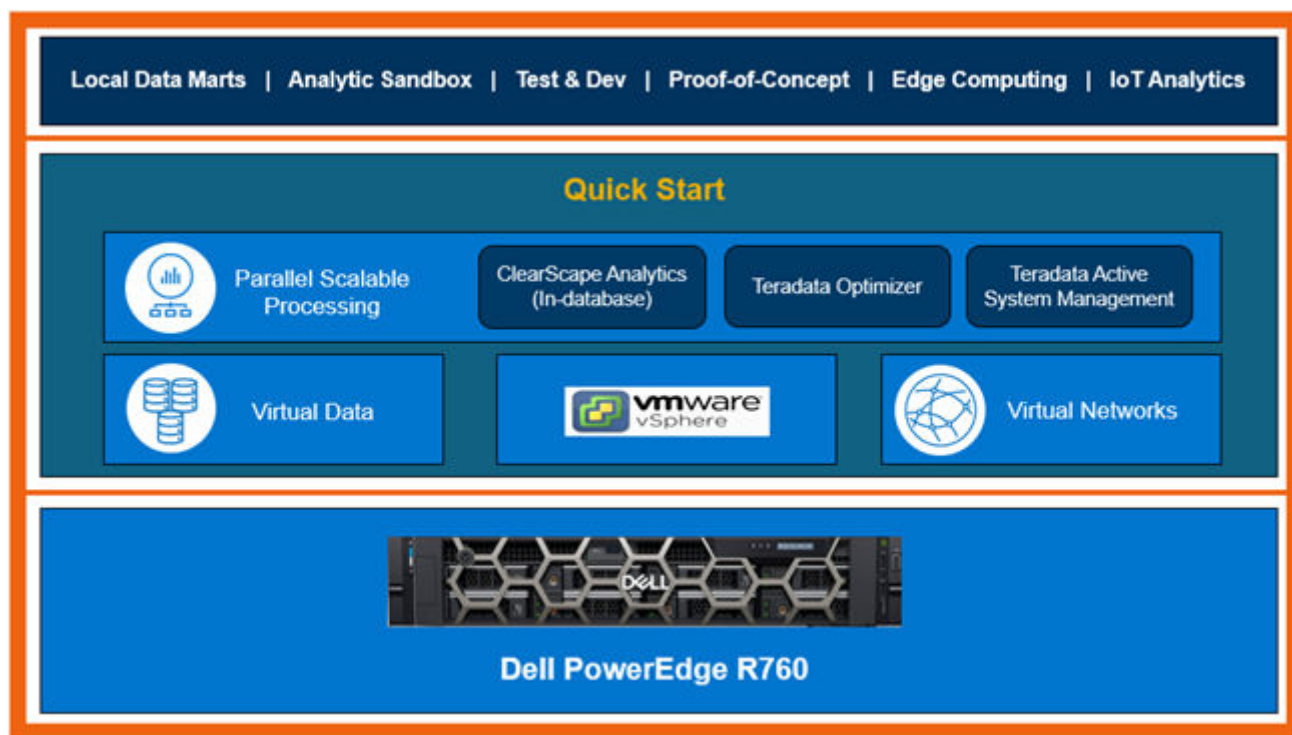 Local Data Marts | Analytic Sandbox | Test & Dev | Proof-of-Concept | Edge Computing | IoT Analytics
Quick Start
Parallel Scalable
Processing
ClearScape Analytics
(In-database)
Teradata Optimizer
Teradata Active
System Management
Virtual Data
vmware
vSphere
Virtual Networks
DELL
Dell PowerEdge R760